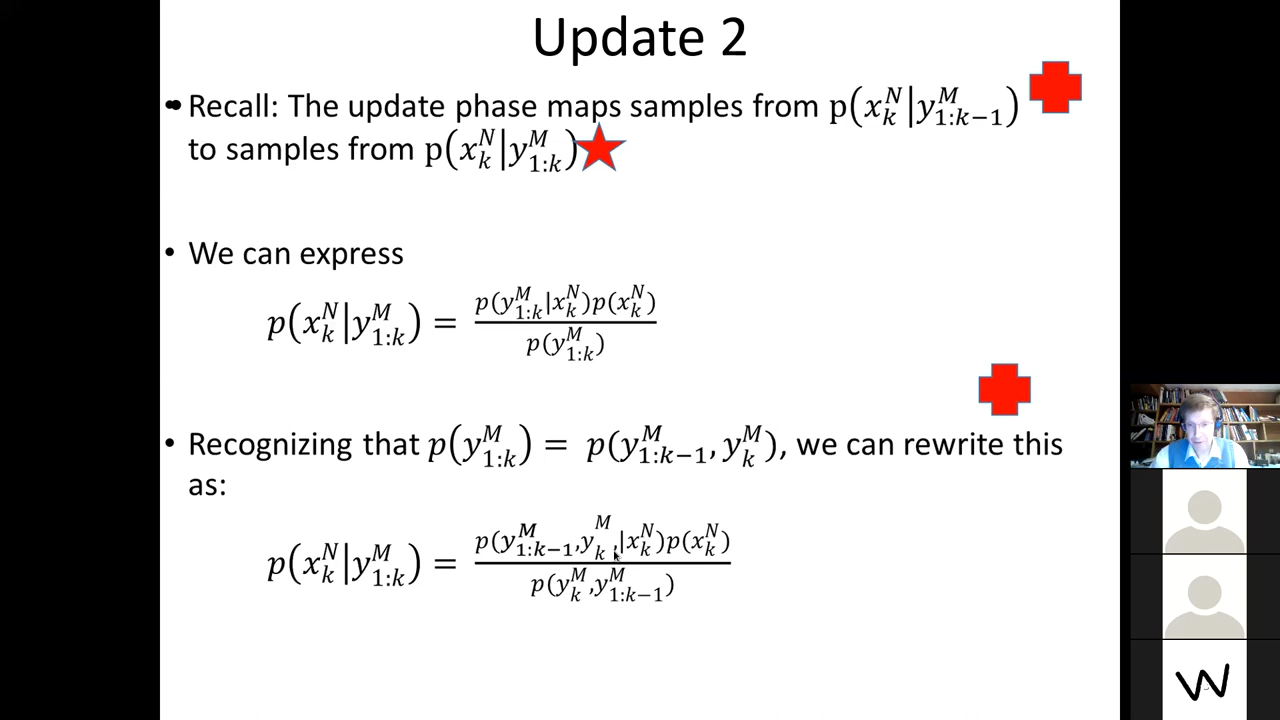 Update 2
• Recall: The update phase maps samples from p(x_k^N|y_{1:k−1}^M)
to samples from p(x_k^N|y_{1:k}^M)
• We can express
p(x_k^N|y_{1:k}^M) = p(y_{1:k}^M|x_k^N)p(x_k^N) / p(y_{1:k}^M)
• Recognizing that p(y_{1:k}^M) = p(y_{1:k−1}^M, y_k^M), we can rewrite this
as:
p(x_k^N|y_{1:k}^M) = p(y_{1:k−1}^M,y_k^M|x_k^N)p(x_k^N) / p(y_k^M,y_{1:k−1}^M)
W